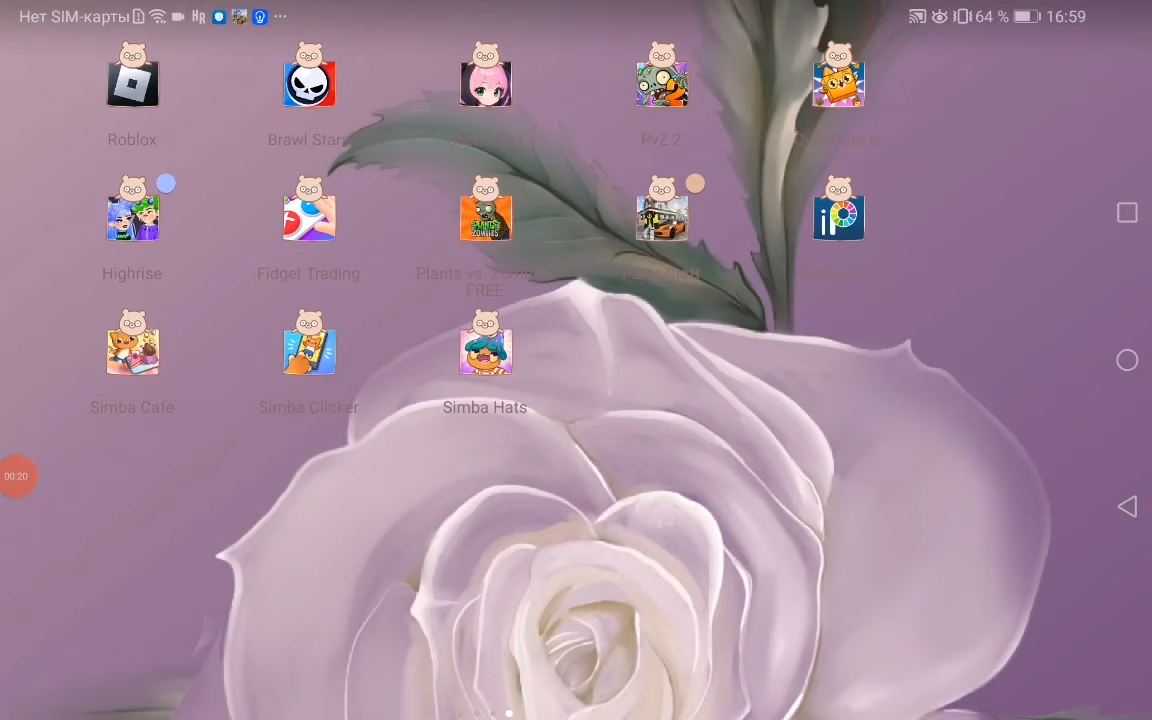 Нет SIM-карты HR 64 % 16:59
Roblox Brawl Stars PvZ 2
Highrise Fidget Trading Plants vs. Zombies
FREE
Simba Cafe Simba Clicker Simba Hats
00:20